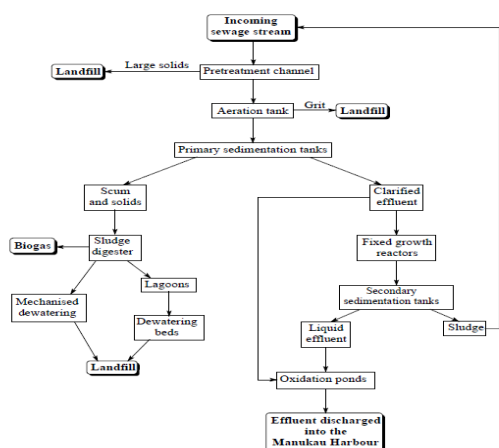 Incoming
sewage stream
Large solids
Landfill
Pretreatment channel
Grit
Aeration tank
Landfill
Primary sedimentation tanks
Scum
and solids
Clarified
effluent
Biogas
Sludge
digester
Fixed growth
reactors
Lagoons
Mechanised
dewatering
Secondary
sedimentation tanks
Dewatering
beds
Liquid
effluent
Sludge
Landfill
Oxidation ponds
Effluent discharged
into the
Manukau Harbour